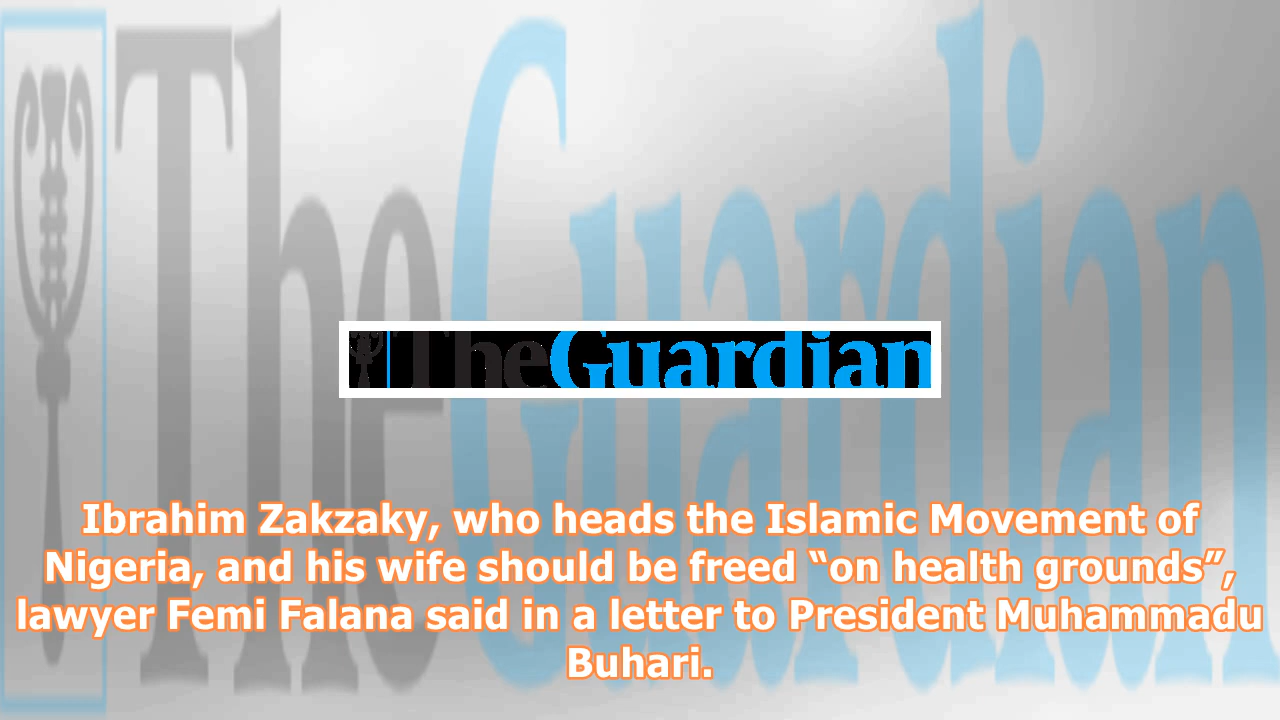 TheGuardian
TheGuardian
Ibrahim Zakzaky, who heads the Islamic Movement of
Nigeria, and his wife should be freed “on health grounds”,
lawyer Femi Falana said in a letter to President Muhammadu
Buhari.